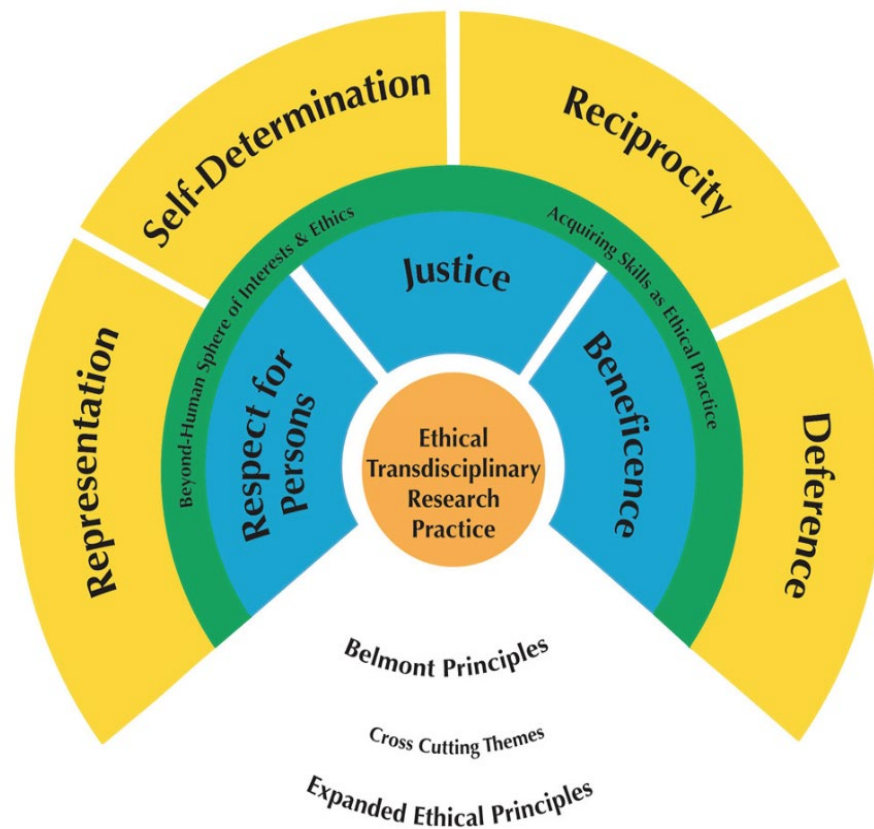 Self-Determination
Reciprocity
Representation
Deference
Beyond-Human Sphere of Interests & Ethics
Acquiring Skills as Ethical Practice
Respect for
Persons
Justice
Beneficence
Ethical
Transdisciplinary
Research
Practice
Belmont Principles
Cross Cutting Themes
Expanded Ethical Principles